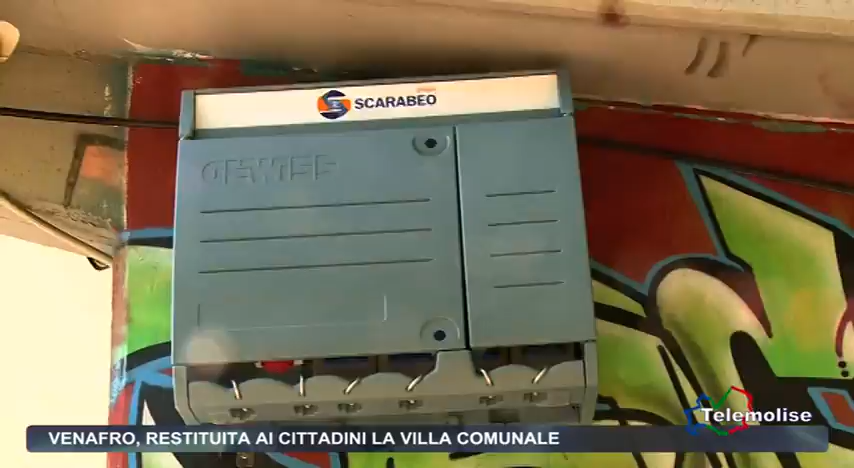 SCARABEO
GEWISS
Telemolise
VENAFRO, RESTITUITA AI CITTADINI LA VILLA COMUNALE